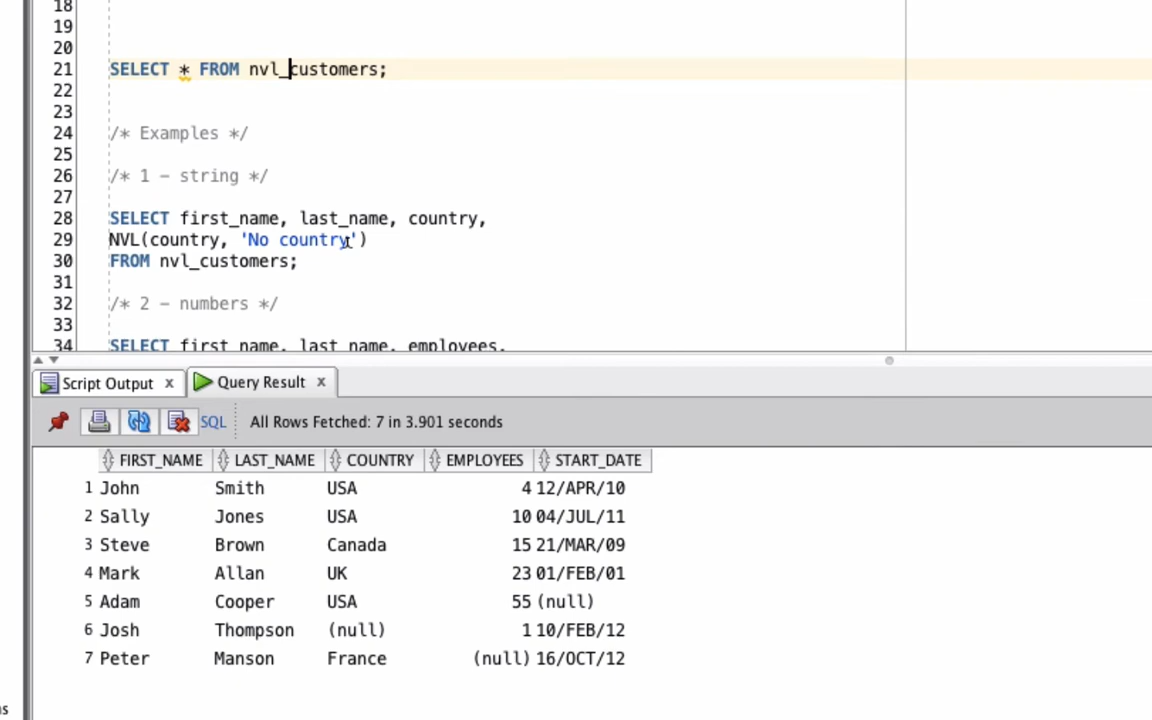 18
19
20
21 SELECT * FROM nvl_customers;
22
23
24 /* Examples */
25
26 /* 1 - string */
27
28 SELECT first_name, last_name, country,
29 NVL(country, 'No country')
30 FROM nvl_customers;
31
32 /* 2 - numbers */
33
34 SELECT first_name, last_name, employees,
Script Output x Query Result x
SQL All Rows Fetched: 7 in 3.901 seconds
FIRST_NAME LAST_NAME COUNTRY EMPLOYEES START_DATE
1 John Smith USA 4 12/APR/10
2 Sally Jones USA 10 04/JUL/11
3 Steve Brown Canada 15 21/MAR/09
4 Mark Allan UK 23 01/FEB/01
5 Adam Cooper USA 55 (null)
6 Josh Thompson (null) 1 10/FEB/12
7 Peter Manson France (null) 16/OCT/12